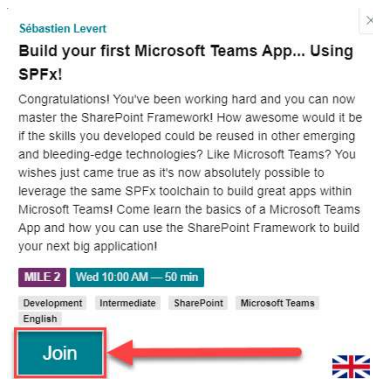 Sébastien Levert
Build your first Microsoft Teams App... Using
SPFx!
Congratulations! You've been working hard and you can now
master the SharePoint Framework! How awesome would it be
if the skills you developed could be reused in other emerging
and bleeding-edge technologies? Like Microsoft Teams? You
wishes just came true as it's now absolutely possible to
leverage the same SPFx toolchain to build great apps within
Microsoft Teams! Come learn the basics of a Microsoft Teams
App and how you can use the SharePoint Framework to build
your next big application!
MILE 2 Wed 10:00 AM — 50 min
Development Intermediate SharePoint Microsoft Teams
English
Join